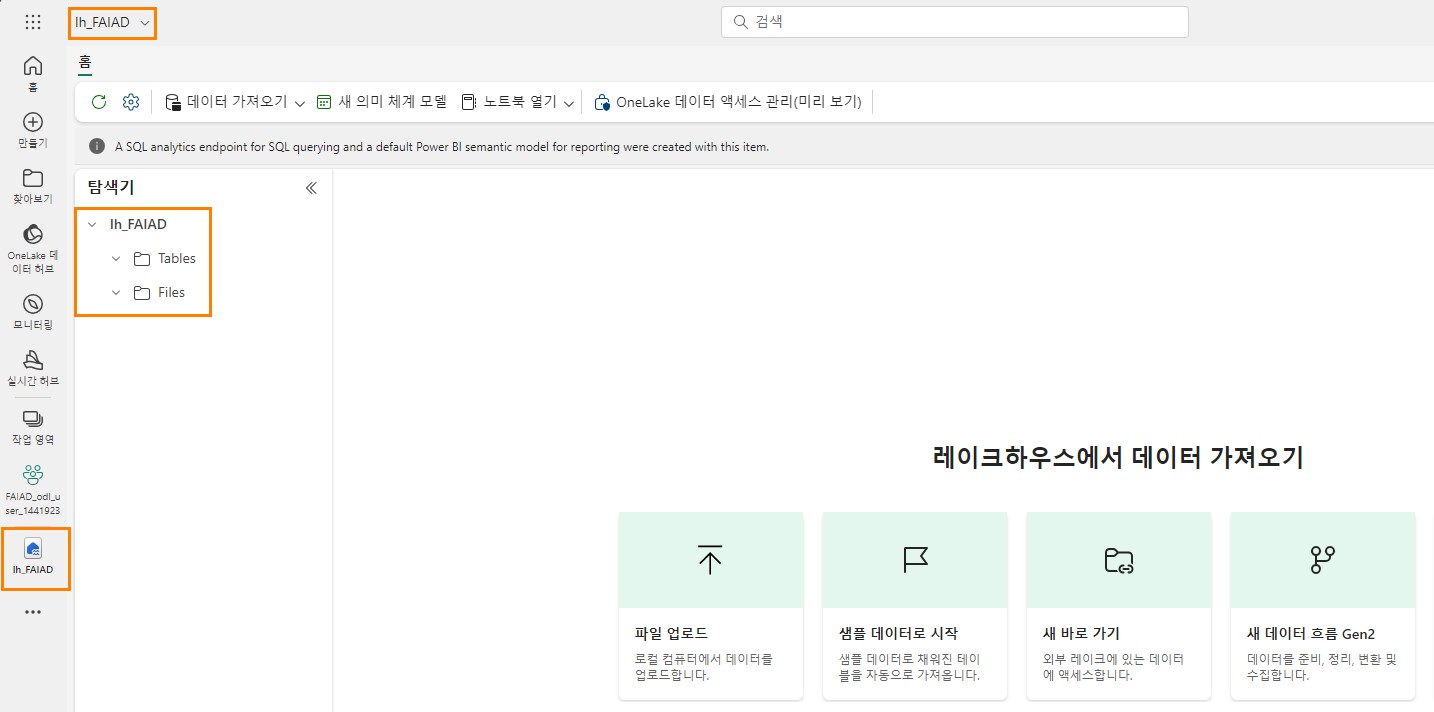 lh_FAIAD
검색
홈
홈
데이터 가져오기
새 의미 체계 모델
노트북 열기
OneLake 데이터 액세스 관리(미리 보기)
만들기
A SQL analytics endpoint for SQL querying and a default Power BI semantic model for reporting were created with this item.
찾아보기
OneLake 데
이터 허브
모니터링
실시간 허브
작업 영역
FAIAD_odl_u
ser_1441923
lh_FAIAD
탐색기
lh_FAIAD
Tables
Files
레이크하우스에서 데이터 가져오기
파일 업로드
로컬 컴퓨터에서 데이터를
업로드합니다.
샘플 데이터로 시작
샘플 데이터로 채워진 테이
블을 자동으로 가져옵니다.
새 바로 가기
외부 레이크에 있는 데이터
에 액세스합니다.
새 데이터 흐름 Gen2
데이터를 준비, 정리, 변환 및
수집합니다.